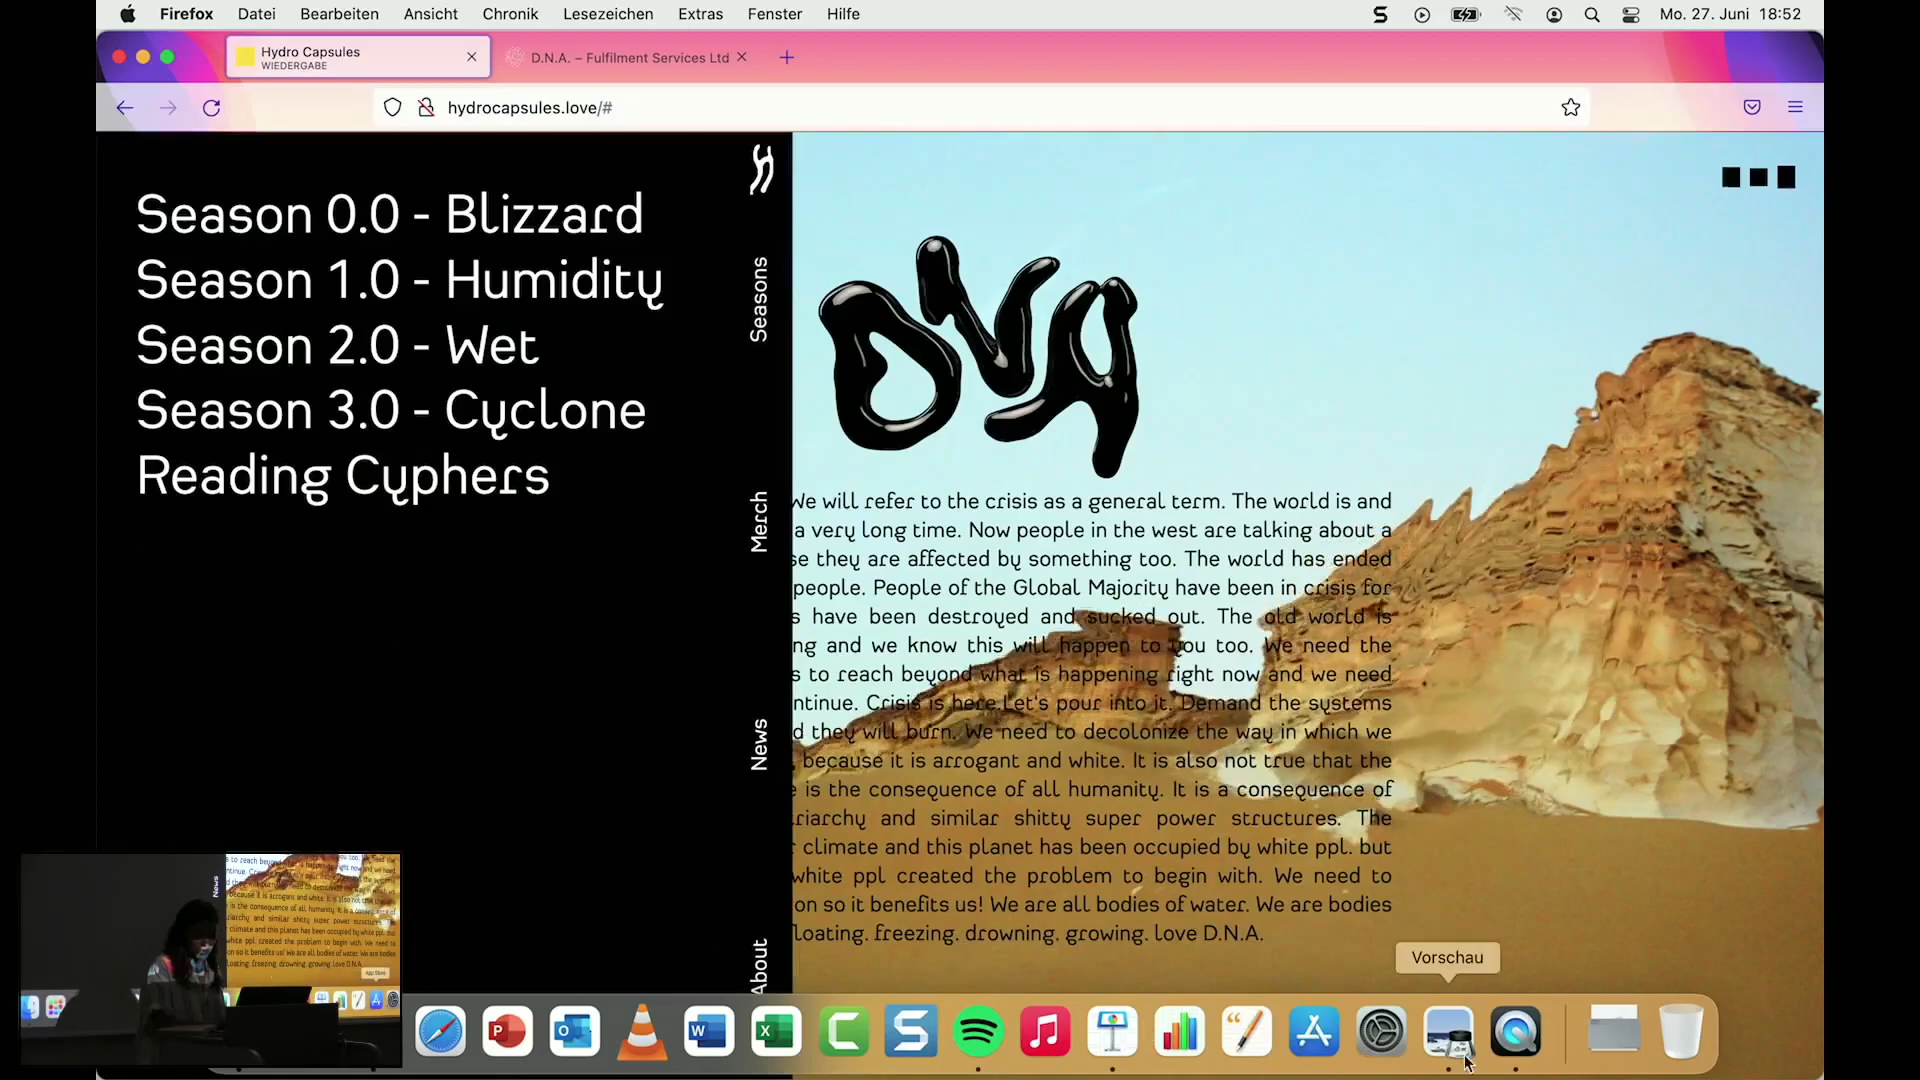 Firefox Datei Bearbeiten Ansicht Chronik Lesezeichen Extras Fenster Hilfe Mo. 27. Juni 18:52
Hydro Capsules
WIEDERGABE
D.N.A. – Fulfilment Services Ltd
hydrocapsules.love/#
Season 0.0 - Blizzard
Season 1.0 - Humidity
Season 2.0 - Wet
Season 3.0 - Cyclone
Reading Cyphers
Seasons
Merch
News
About
DNA
We will refer to the crisis as a general term. The world is and
a very long time. Now people in the west are talking about a
se they are affected by something too. The world has ended
people. People of the Global Majority have been in crisis for
s have been destroyed and sucked out. The old world is
ng and we know this will happen to you too. We need the
s to reach beyond what is happening right now and we need
ntinue. Crisis is here.Let's pour into it. Demand the systems
d they will burn. We need to decolonize the way in which we
because it is arrogant and white. It is also not true that the
e is the consequence of all humanity. It is a consequence of
triarchy and similar shitty super power structures. The
r climate and this planet has been occupied by white ppl. but
white ppl created the problem to begin with. We need to
on so it benefits us! We are all bodies of water. We are bodies
loating. freezing. drowning. growing. love D.N.A.
Vorschau